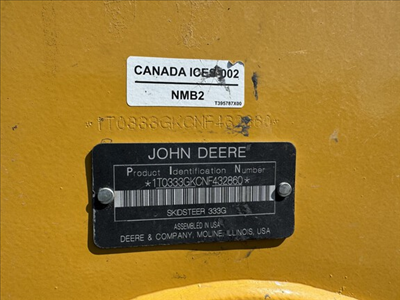 CANADA ICES-002
NMB2
T395787X00
*1T0333GKCNF432860*
JOHN DEERE
Product Identification Number
*1T0333GKCNF432860*
SKIDSTEER 333G
ASSEMBLED IN USA
DEERE & COMPANY, MOLINE, ILLINOIS, USA